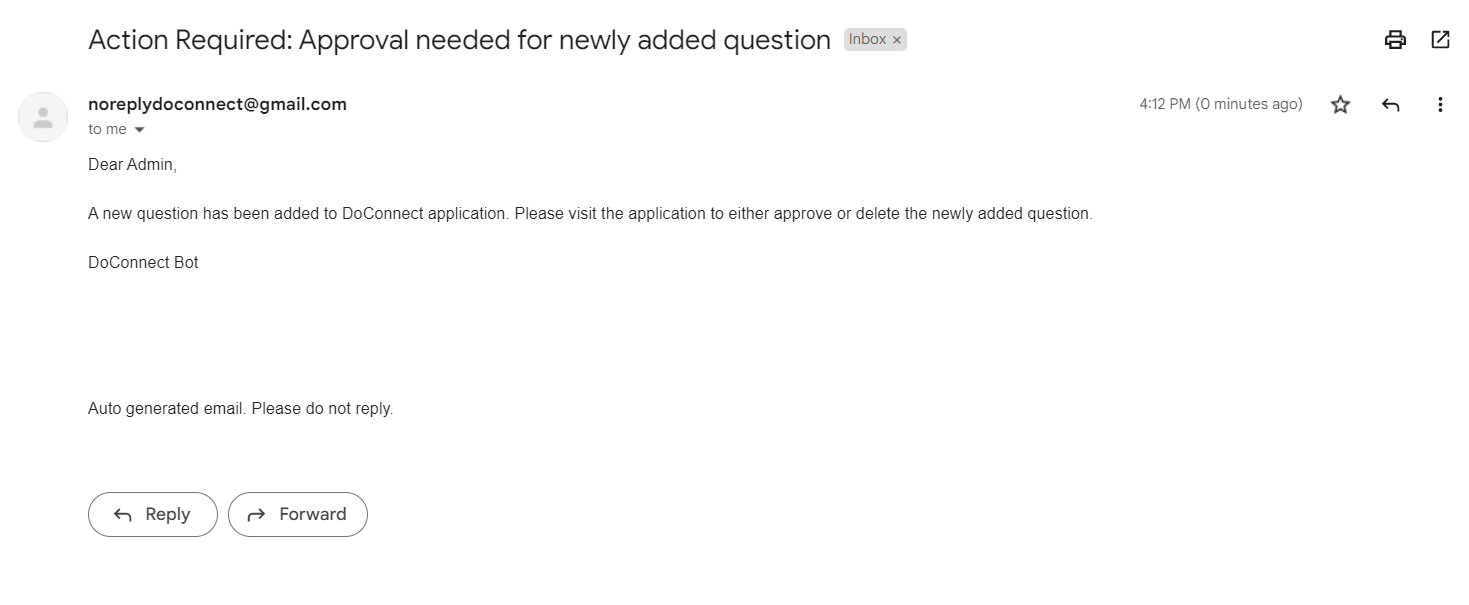 Action Required: Approval needed for newly added question Inbox ×
noreplydoconnect@gmail.com 4:12 PM (0 minutes ago)
to me
Dear Admin,
A new question has been added to DoConnect application. Please visit the application to either approve or delete the newly added question.
DoConnect Bot
Auto generated email. Please do not reply.
Reply Forward